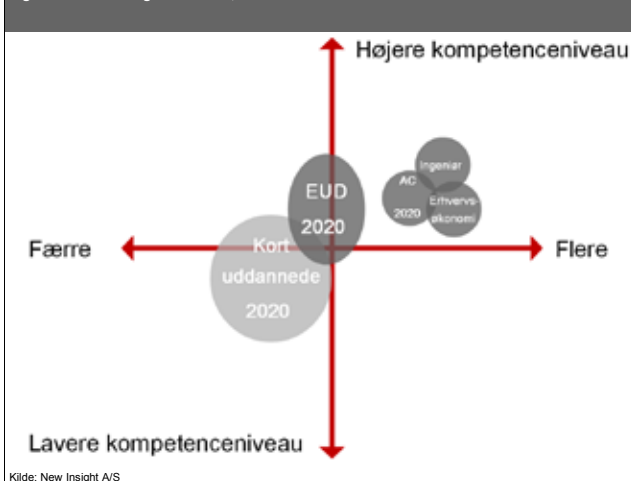 Højere kompetenceniveau
Ingeniør
AC
2020
Erhvervs-
økonomi
EUD
2020
Færre
Kort
uddannede
2020
Flere
Lavere kompetenceniveau
Kilde: New Insight A/S